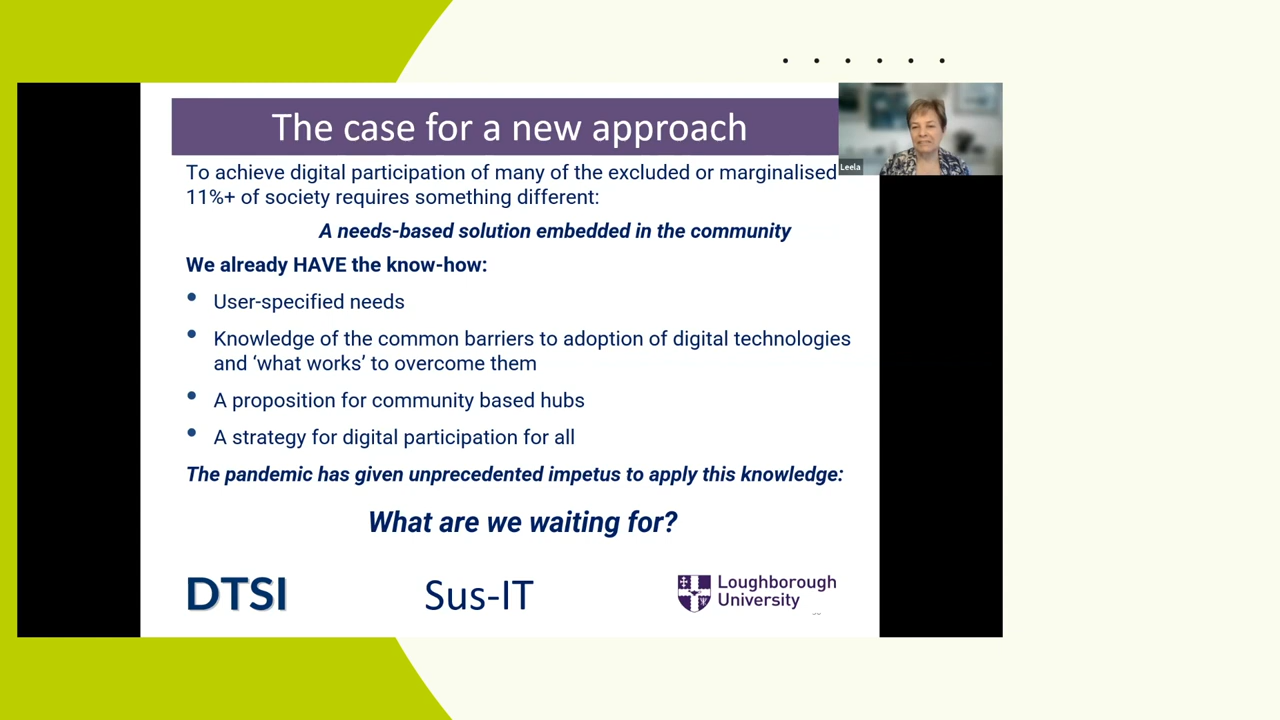 The case for a new approach
Leela
To achieve digital participation of many of the excluded or marginalised
11%+ of society requires something different:
A needs-based solution embedded in the community
We already HAVE the know-how:
• User-specified needs
• Knowledge of the common barriers to adoption of digital technologies
and ‘what works’ to overcome them
• A proposition for community based hubs
• A strategy for digital participation for all
The pandemic has given unprecedented impetus to apply this knowledge:
What are we waiting for?
DTSI
Sus-IT
Loughborough
University